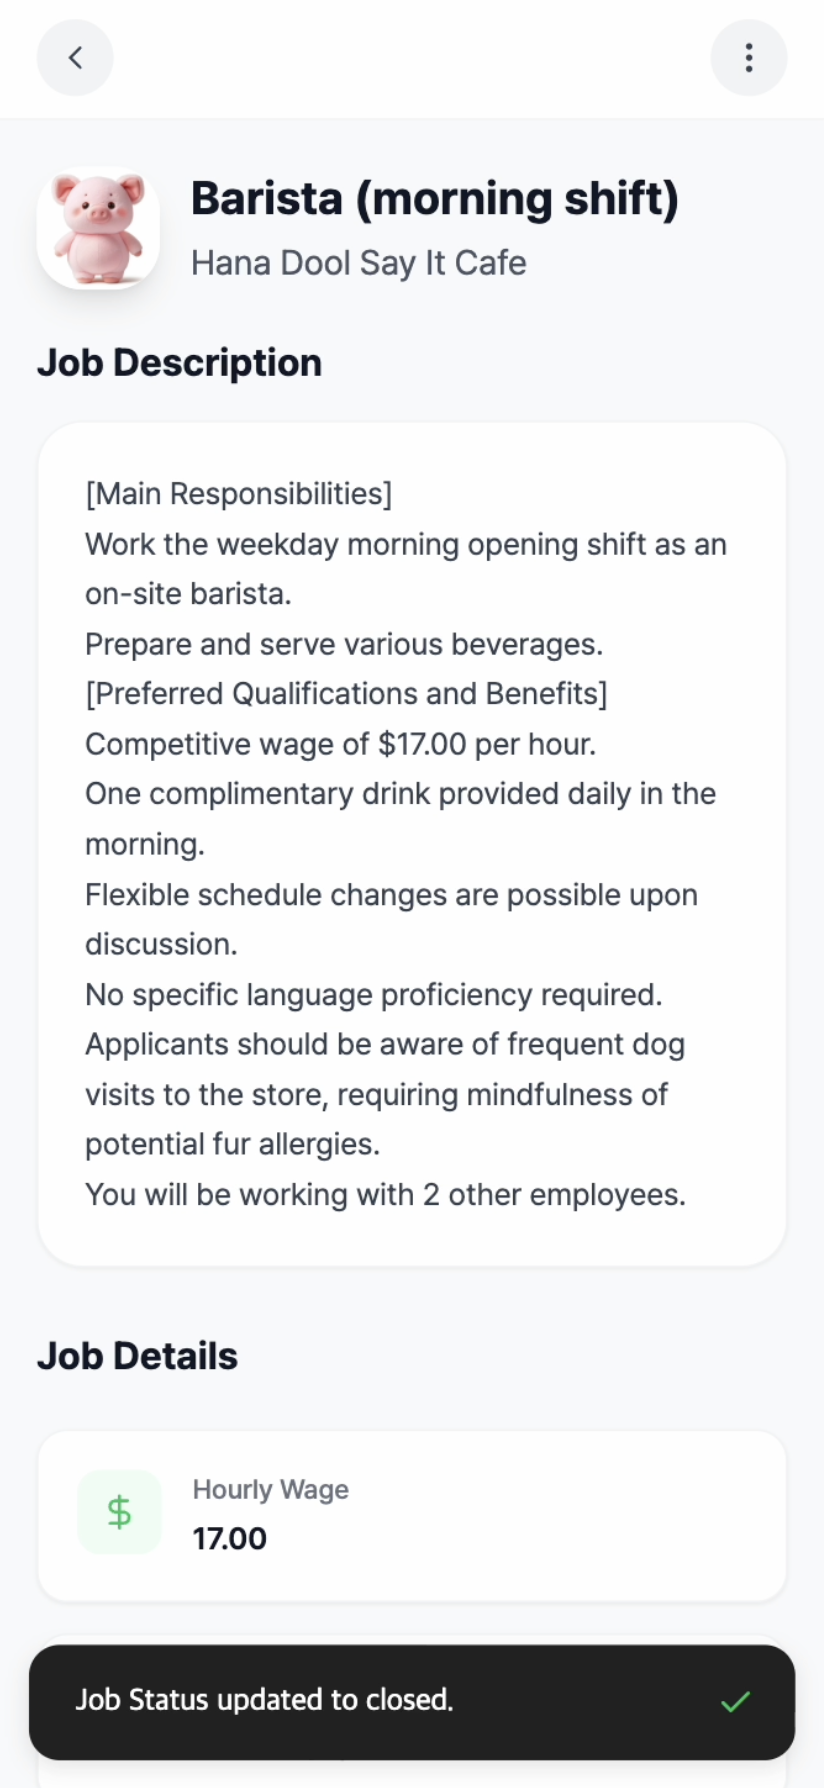 Barista (morning shift)
Hana Dool Say It Cafe
Job Description
[Main Responsibilities]
Work the weekday morning opening shift as an
on-site barista.
Prepare and serve various beverages.
[Preferred Qualifications and Benefits]
Competitive wage of $17.00 per hour.
One complimentary drink provided daily in the
morning.
Flexible schedule changes are possible upon
discussion.
No specific language proficiency required.
Applicants should be aware of frequent dog
visits to the store, requiring mindfulness of
potential fur allergies.
You will be working with 2 other employees.
Job Details
$
Hourly Wage
17.00
Job Status updated to closed.